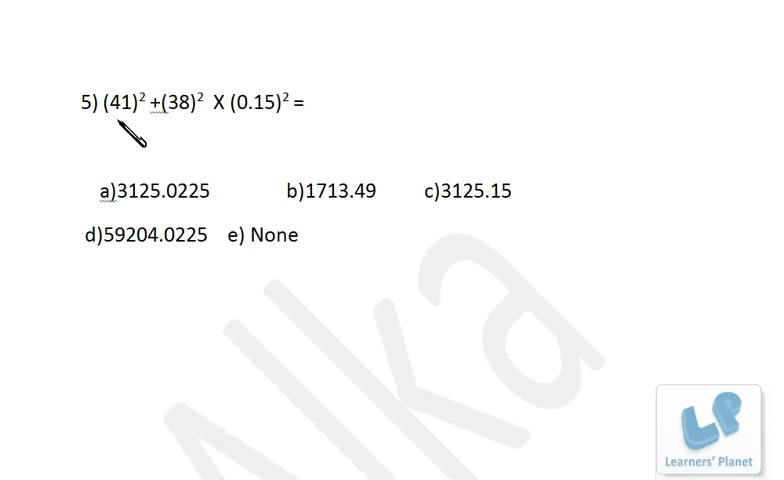 5) (41)² +(38)² X (0.15)² =
a)3125.0225 b)1713.49 c)3125.15
d)59204.0225 e) None
Alka
LP
Learners' Planet